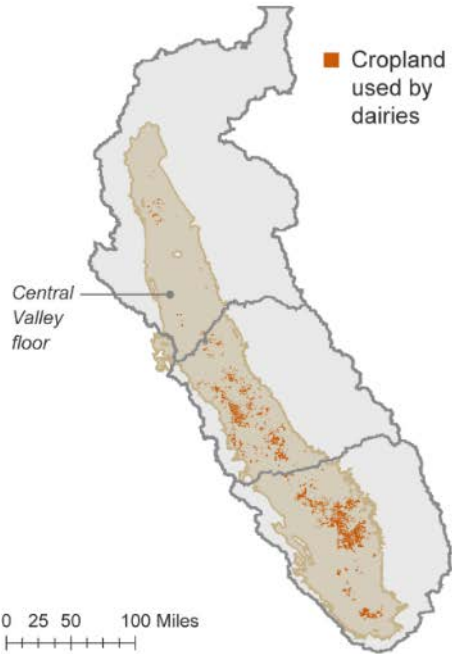 Cropland
used by
dairies
Central
Valley
floor
0 25 50 100 Miles